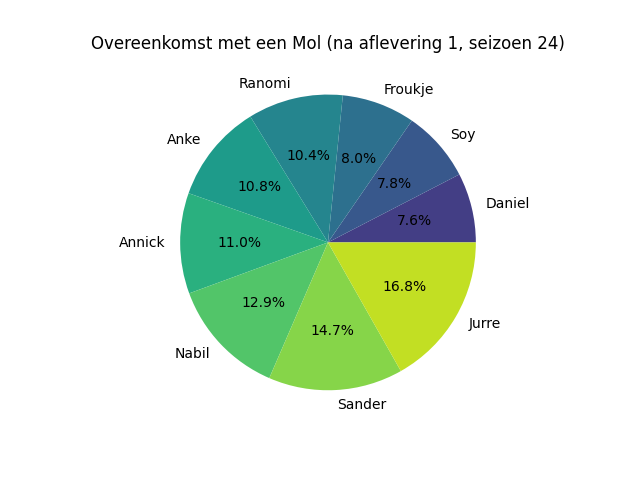 Overeenkomst met een Mol (na aflevering 1, seizoen 24)
Ranomi
Froukje
Soy
Anke
Daniel
Annick
Nabil
Sander
Jurre
10.4%
8.0%
7.8%
10.8%
7.6%
11.0%
12.9%
14.7%
16.8%